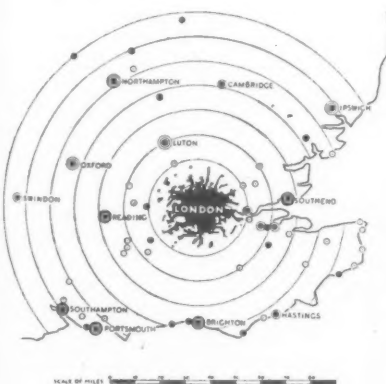 NORTHAMPTON
CAMBRIDGE
IPSWICH
LUTON
OXFORD
SWINDON
READING
LONDON
SOUTHEND
SOUTHAMPTON
PORTSMOUTH
BRIGHTON
HASTINGS
SCALE OF MILES